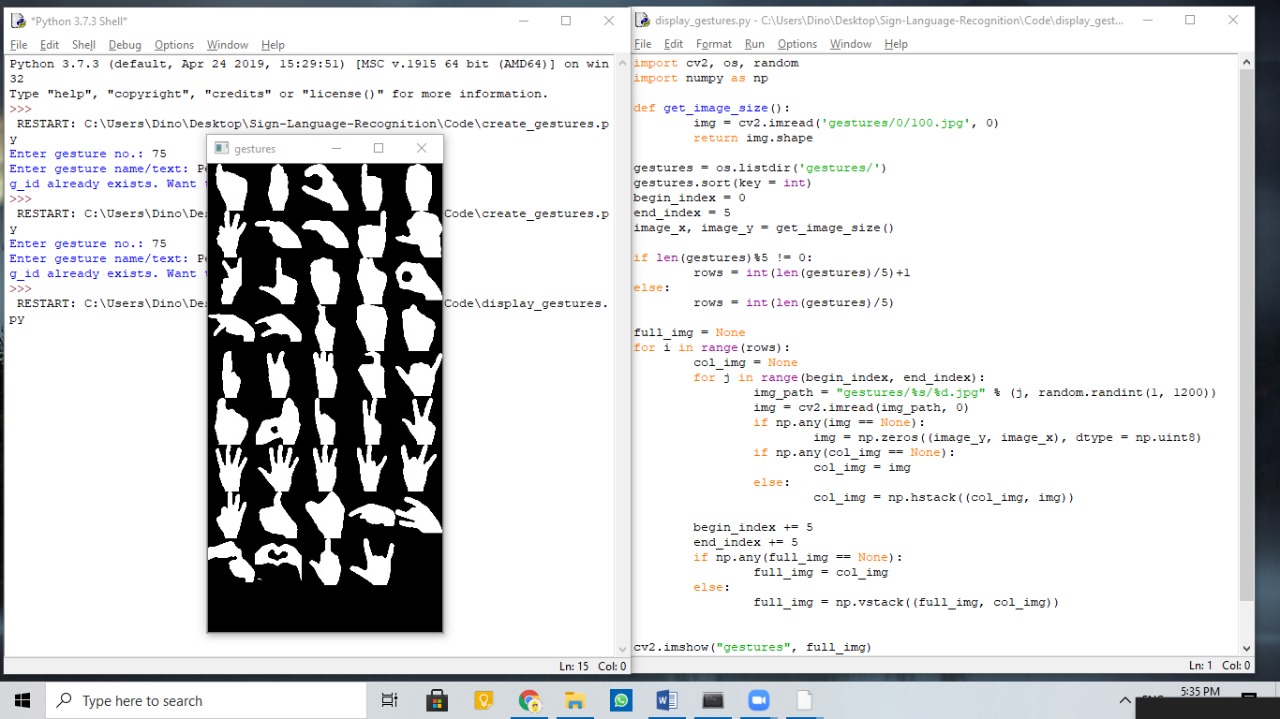 *Python 3.7.3 Shell*
File Edit Shell Debug Options Window Help
Python 3.7.3 (default, Apr 24 2019, 15:29:51) [MSC v.1915 64 bit (AMD64)] on win
32
Type "help", "copyright", "credits" or "license()" for more information.
>>>
RESTART: C:\Users\Dino\Desktop\Sign-Language-Recognition\Code\create_gestures.p
y
Enter gesture no.: 75
Enter gesture name/text:
g_id already exists. Want
>>>
RESTART: C:\Users\Dino\ Code\create_gestures.p
y
Enter gesture no.: 75
Enter gesture name/text:
g_id already exists. Want
>>>
RESTART: C:\Users\Dino\ Code\display_gestures.
py
Ln: 15 Col: 0
gestures
display_gestures.py - C:\Users\Dino\Desktop\Sign-Language-Recognition\Code\display_gest...
File Edit Format Run Options Window Help
import cv2, os, random
import numpy as np
def get_image_size():
img = cv2.imread('gestures/0/100.jpg', 0)
return img.shape
gestures = os.listdir('gestures/')
gestures.sort(key = int)
begin_index = 0
end_index = 5
image_x, image_y = get_image_size()
if len(gestures)%5 != 0:
rows = int(len(gestures)/5)+1
else:
rows = int(len(gestures)/5)
full_img = None
for i in range(rows):
col_img = None
for j in range(begin_index, end_index):
img_path = "gestures/%s/%d.jpg" % (j, random.randint(1, 1200))
img = cv2.imread(img_path, 0)
if np.any(img == None):
img = np.zeros((image_y, image_x), dtype = np.uint8)
if np.any(col_img == None):
col_img = img
else:
col_img = np.hstack((col_img, img))
begin_index += 5
end_index += 5
if np.any(full_img == None):
full_img = col_img
else:
full_img = np.vstack((full_img, col_img))
cv2.imshow("gestures", full_img)
Ln: 1 Col: 0
Type here to search
5:35 PM